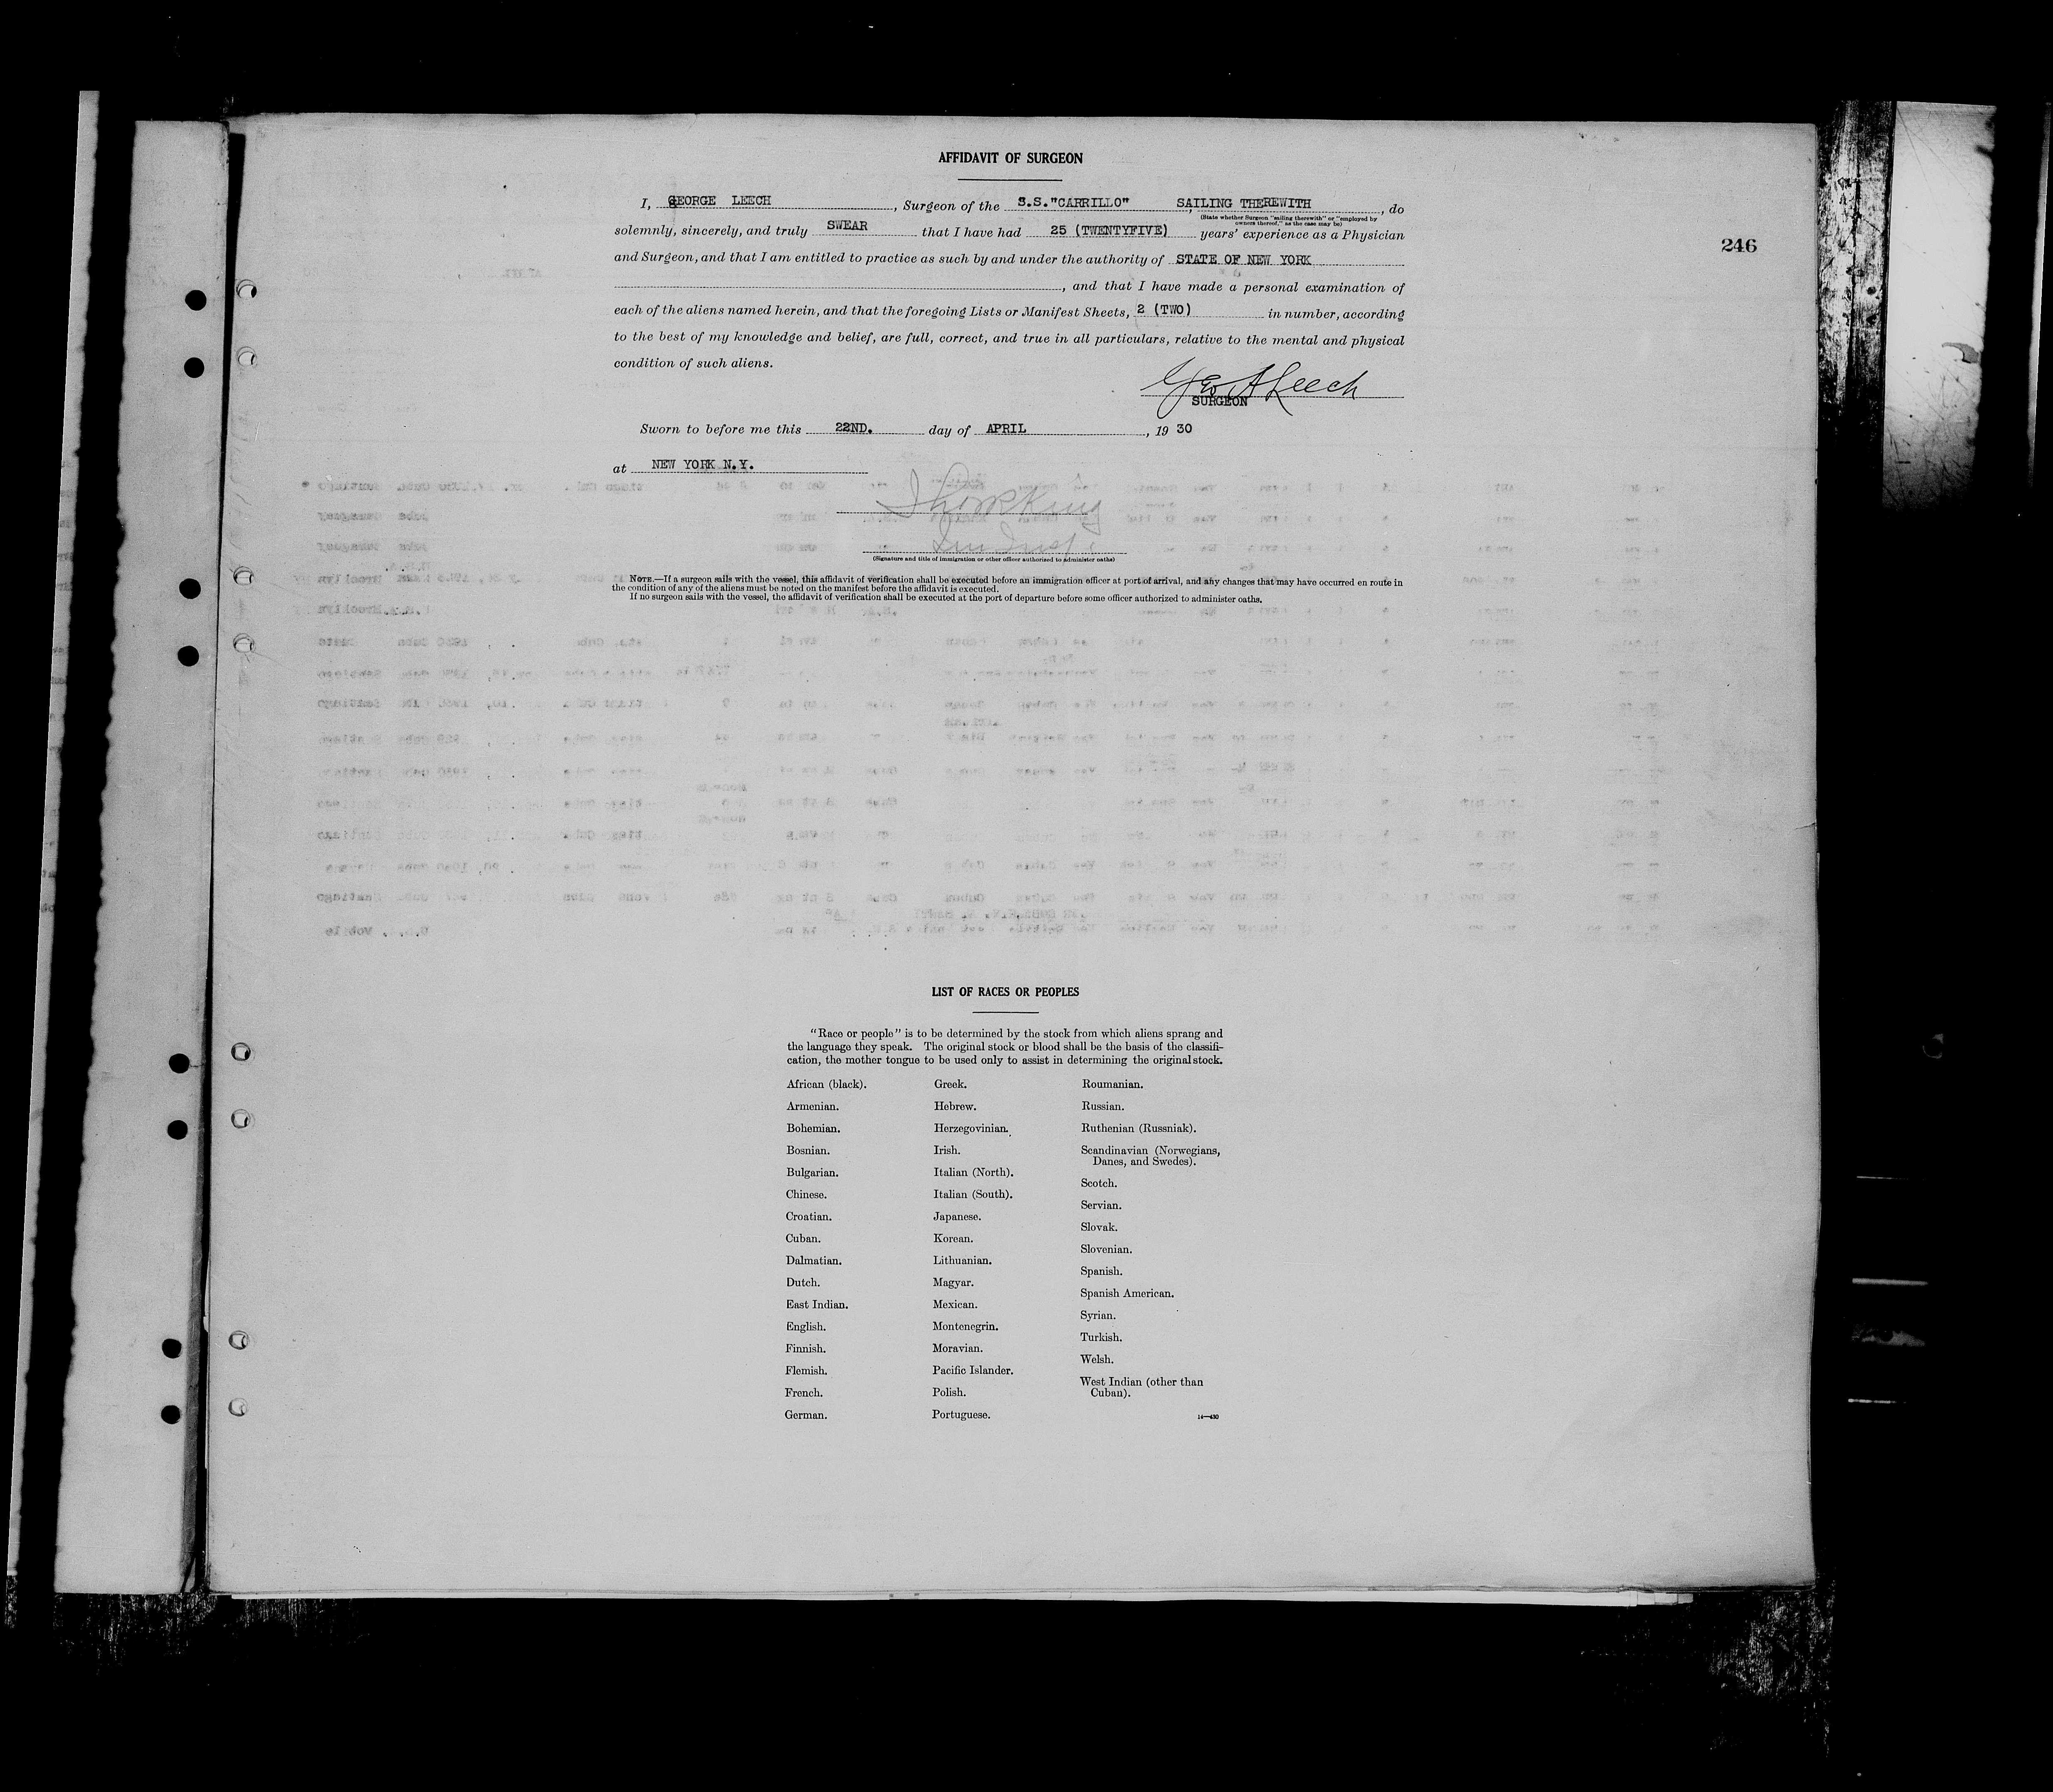 AFFIDAVIT OF SURGEON
I, GEORGE LEECH, Surgeon of the S.S."CARRILLO", SAILING THEREWITH, do
(State whether Surgeon "sailing therewith" or "employed by
owners thereof," as the case may be)
solemnly, sincerely, and truly SWEAR that I have had 25 (TWENTYFIVE) years' experience as a Physician
246
and Surgeon, and that I am entitled to practice as such by and under the authority of STATE OF NEW YORK
, and that I have made a personal examination of
each of the aliens named herein, and that the foregoing Lists or Manifest Sheets, 2 (TWO) in number, according
to the best of my knowledge and belief, are full, correct, and true in all particulars, relative to the mental and physical
condition of such aliens.
Geo A Leech
SURGEON
Sworn to before me this 22ND. day of APRIL, 19 30
at NEW YORK N.Y.
(Signature and title of immigration or other officer authorized to administer oaths)
NOTE.—If a surgeon sails with the vessel, this affidavit of verification shall be executed before an immigration officer at port of arrival, and any changes that may have occurred en route in
the condition of any of the aliens must be noted on the manifest before the affidavit is executed.
If no surgeon sails with the vessel, the affidavit of verification shall be executed at the port of departure before some officer authorized to administer oaths.
LIST OF RACES OR PEOPLES
"Race or people" is to be determined by the stock from which aliens sprang and
the language they speak. The original stock or blood shall be the basis of the classifi-
cation, the mother tongue to be used only to assist in determining the original stock.
African (black).
Armenian.
Bohemian.
Bosnian.
Bulgarian.
Chinese.
Croatian.
Cuban.
Dalmatian.
Dutch.
East Indian.
English.
Finnish.
Flemish.
French.
German.
Greek.
Hebrew.
Herzegovinian.
Irish.
Italian (North).
Italian (South).
Japanese.
Korean.
Lithuanian.
Magyar.
Mexican.
Montenegrin.
Moravian.
Pacific Islander.
Polish.
Portuguese.
Roumanian.
Russian.
Ruthenian (Russniak).
Scandinavian (Norwegians,
Danes, and Swedes).
Scotch.
Servian.
Slovak.
Slovenian.
Spanish.
Spanish American.
Syrian.
Turkish.
Welsh.
West Indian (other than
Cuban).
14—430